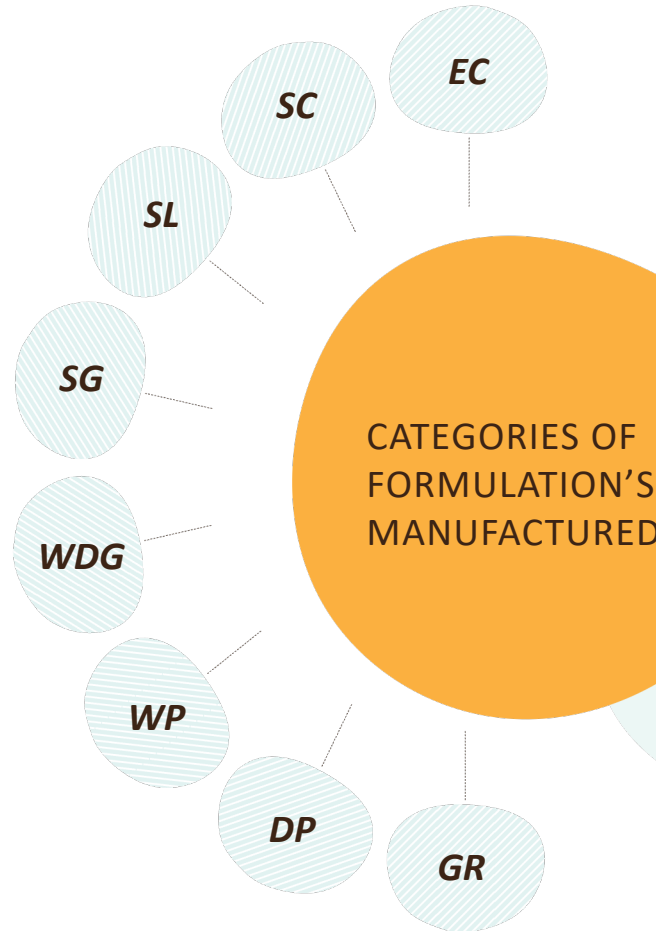 EC
SC
SL
SG
WDG
WP
DP
GR
CATEGORIES OF
FORMULATION’S
MANUFACTURED